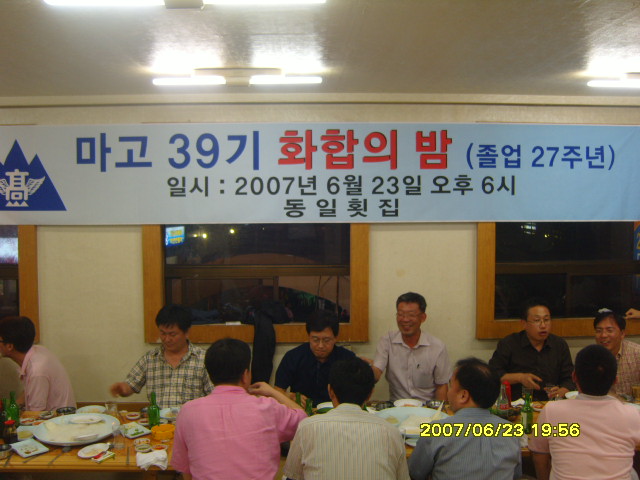 마고 39기 화합의 밤 (졸업 27주년)
高
일시 : 2007년 6월 23일 오후 6시
동일횟집
2007/06/23 19:56